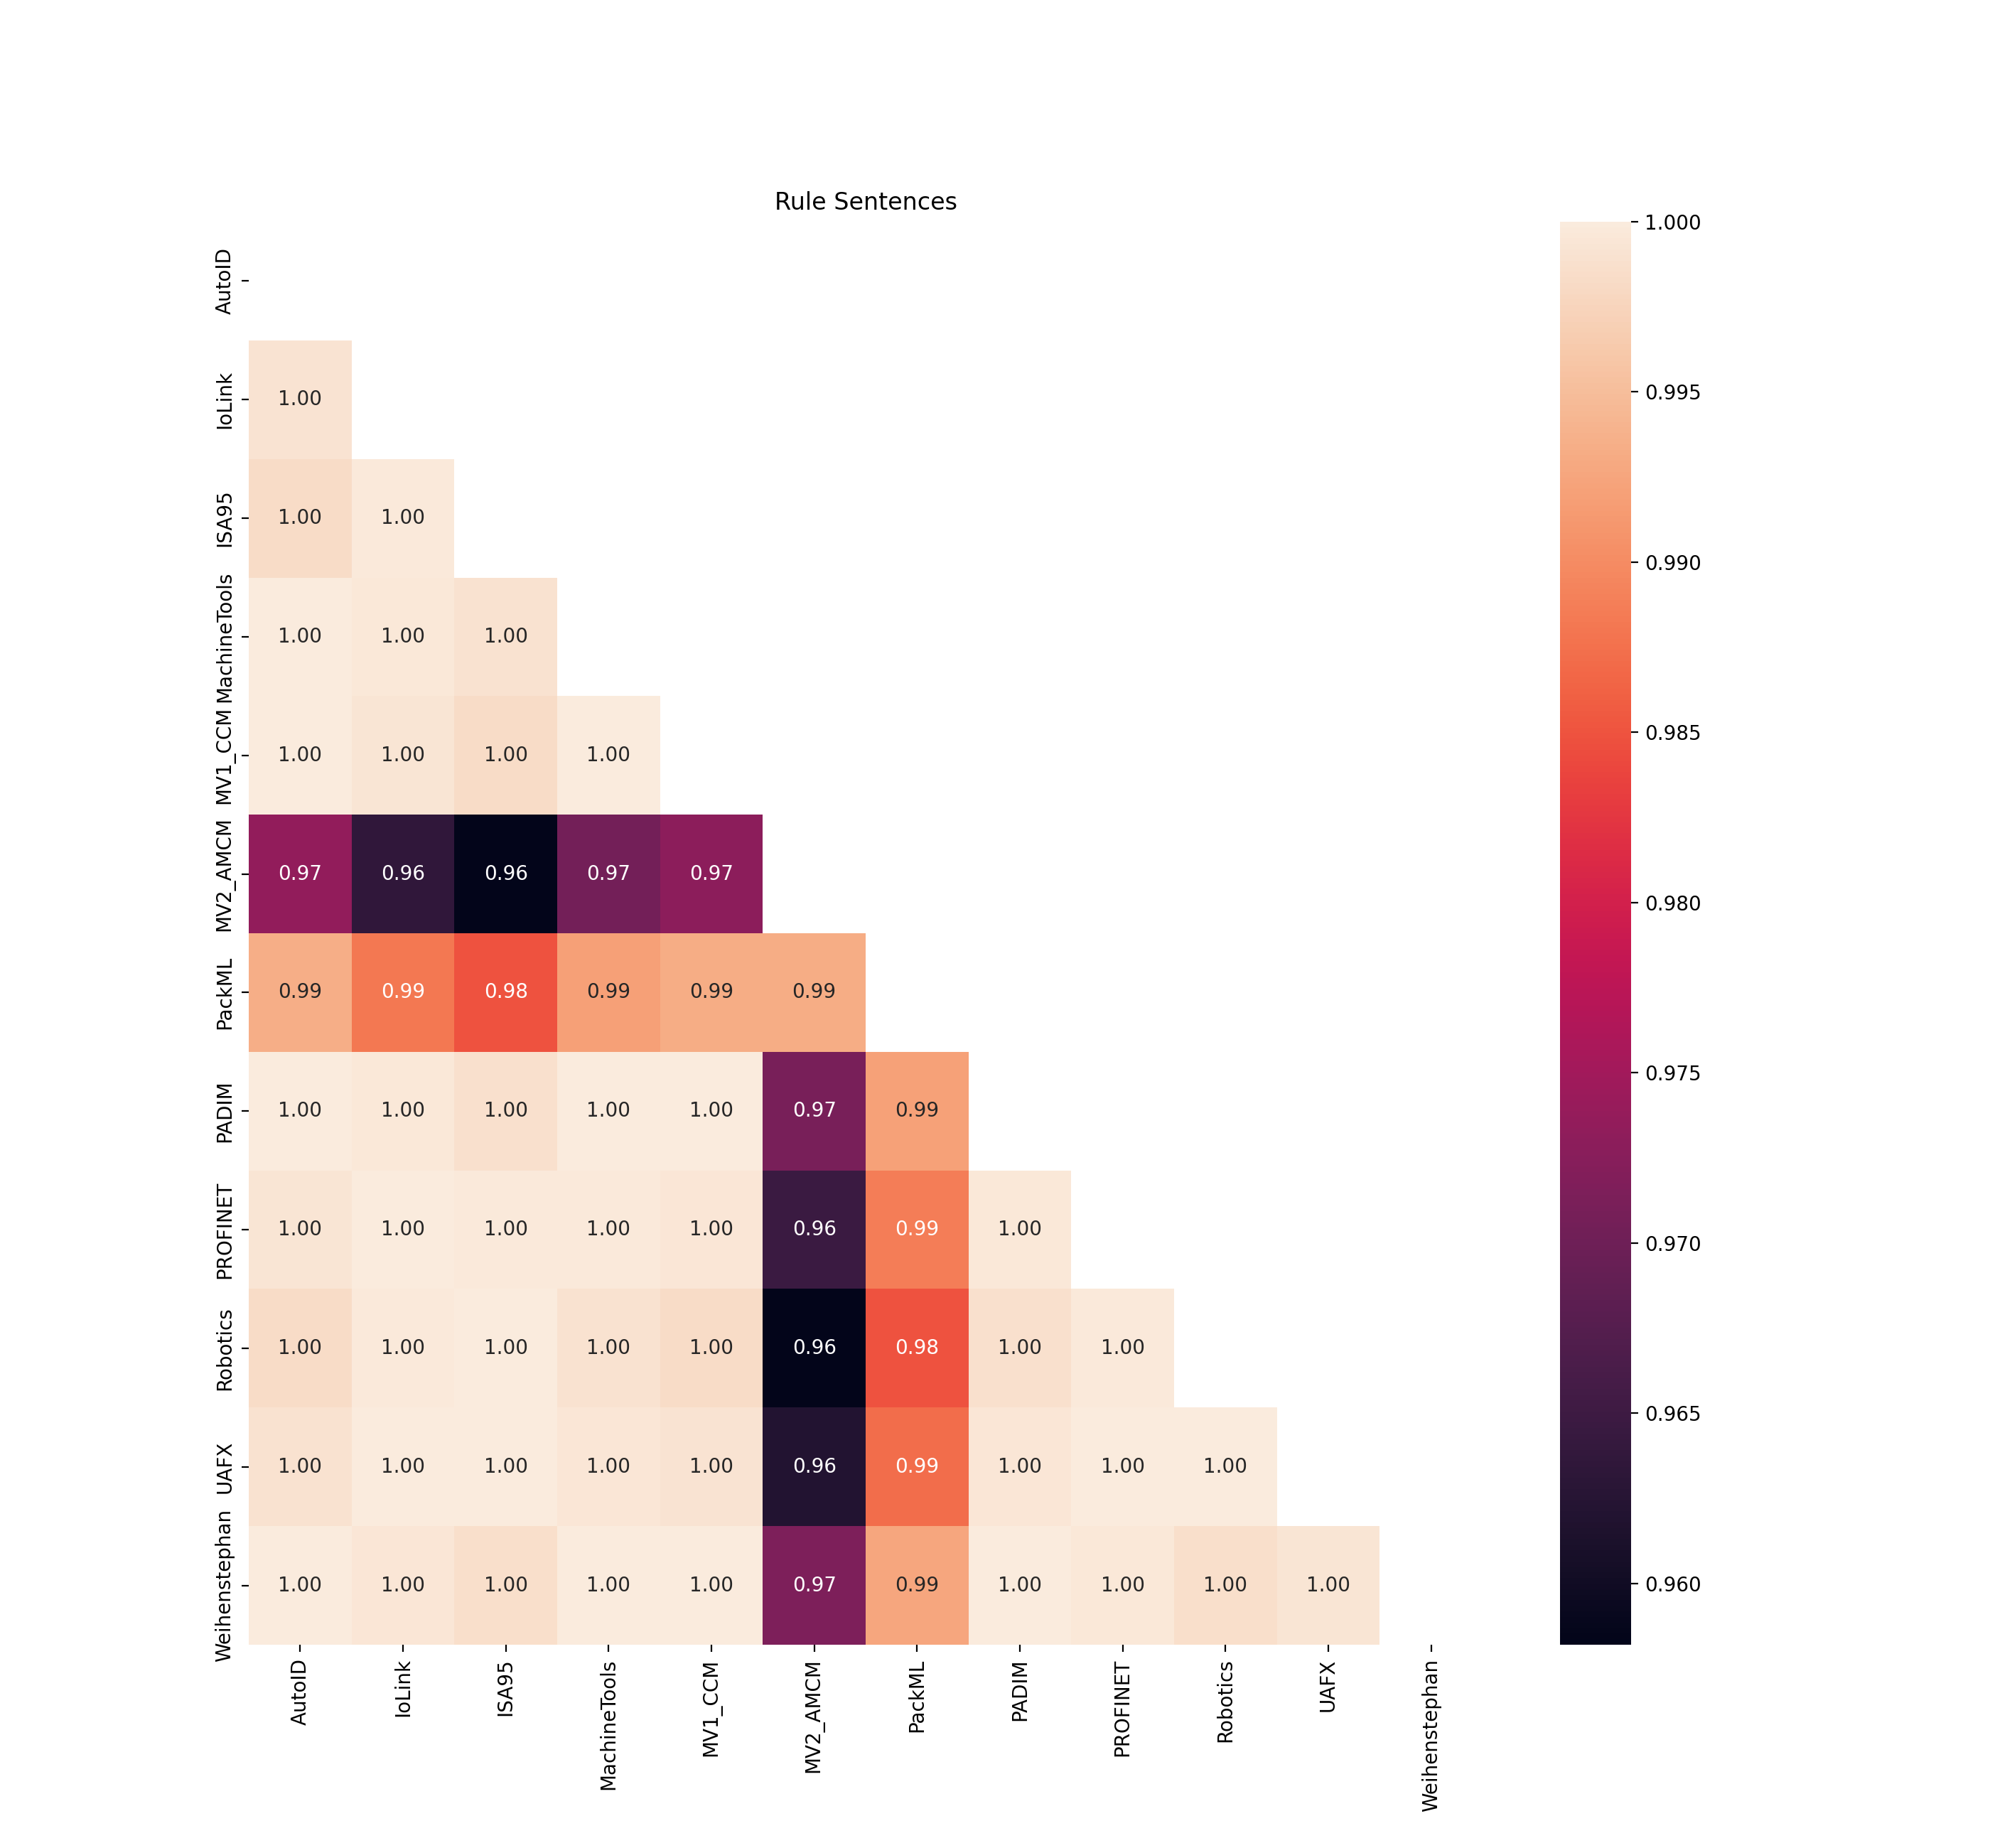 Rule Sentences
AutoID
IoLink
1.00
ISA95
1.00 1.00
MachineTools
1.00 1.00 1.00
MV1_CCM
1.00 1.00 1.00 1.00
MV2_AMCM
0.97 0.96 0.96 0.97 0.97
PackML
0.99 0.99 0.98 0.99 0.99 0.99
PADIM
1.00 1.00 1.00 1.00 1.00 0.97 0.99
PROFINET
1.00 1.00 1.00 1.00 1.00 0.96 0.99 1.00
Robotics
1.00 1.00 1.00 1.00 1.00 0.96 0.98 1.00 1.00
UAFX
1.00 1.00 1.00 1.00 1.00 0.96 0.99 1.00 1.00 1.00
Weihenstephan
1.00 1.00 1.00 1.00 1.00 0.97 0.99 1.00 1.00 1.00 1.00
AutoID
IoLink
ISA95
MachineTools
MV1_CCM
MV2_AMCM
PackML
PADIM
PROFINET
Robotics
UAFX
Weihenstephan
1.000
0.995
0.990
0.985
0.980
0.975
0.970
0.965
0.960